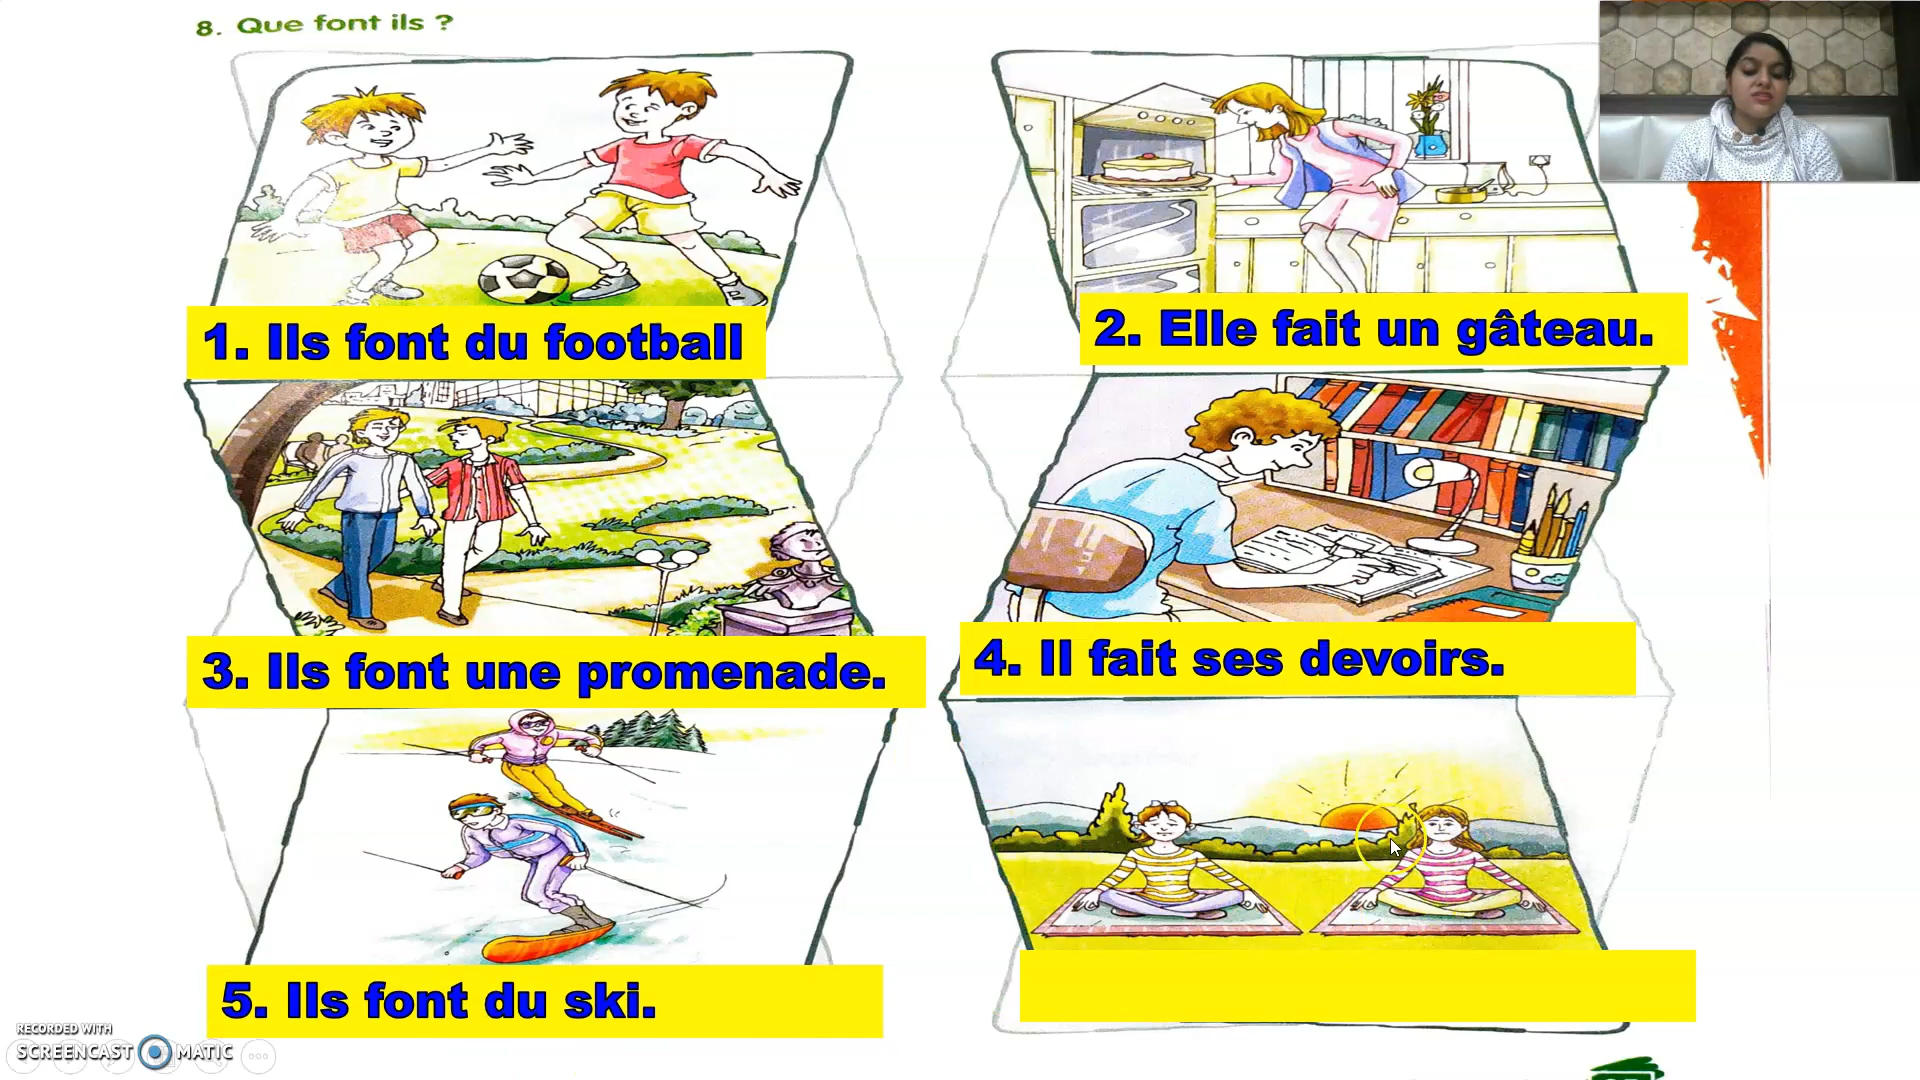 8. Que font ils ?
1. Ils font du football
2. Elle fait un gâteau.
3. Ils font une promenade.
4. Il fait ses devoirs.
5. Ils font du ski.
RECORDED WITH
SCREENCAST MATIC